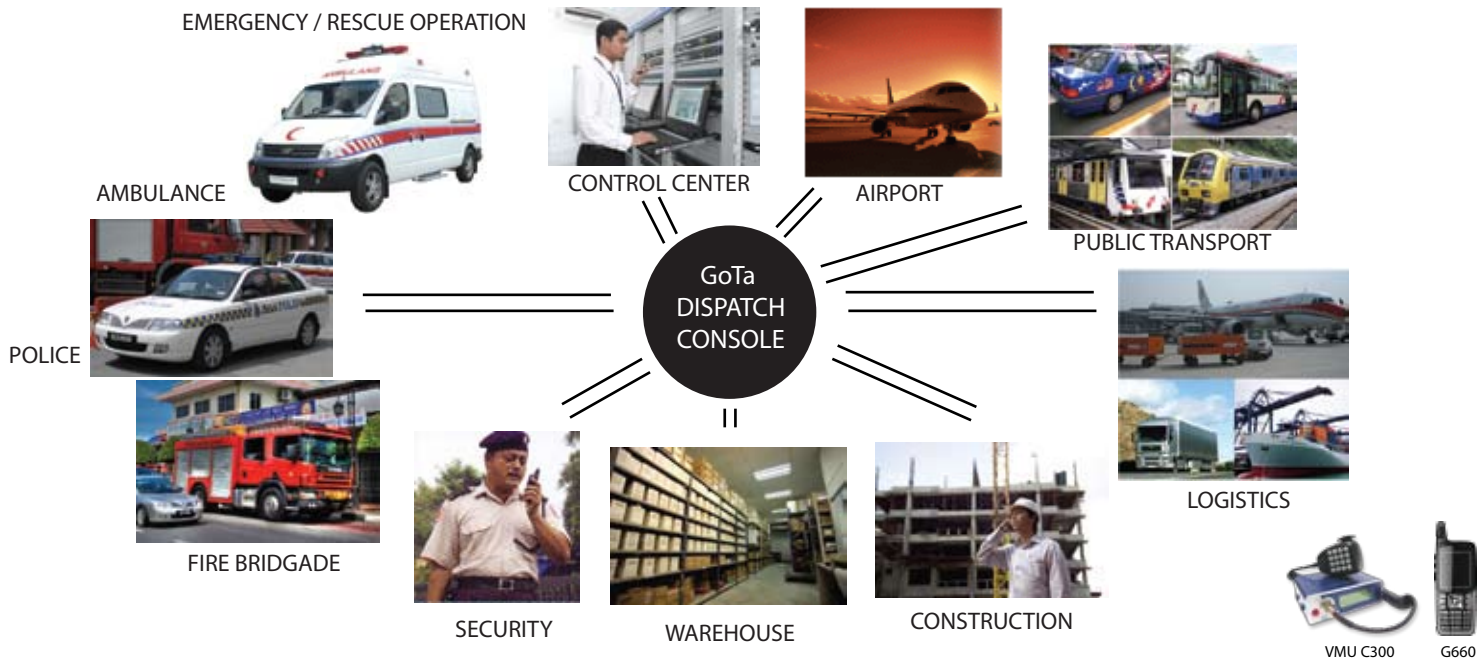 EMERGENCY / RESCUE OPERATION
AMBULANC
AMBULANCE
CONTROL CENTER
AIRPORT
PUBLIC TRANSPORT
GoTa
DISPATCH
CONSOLE
POLICE
FIRE BRIDGADE
SECURITY
WAREHOUSE
CONSTRUCTION
LOGISTICS
VMU C300
G660